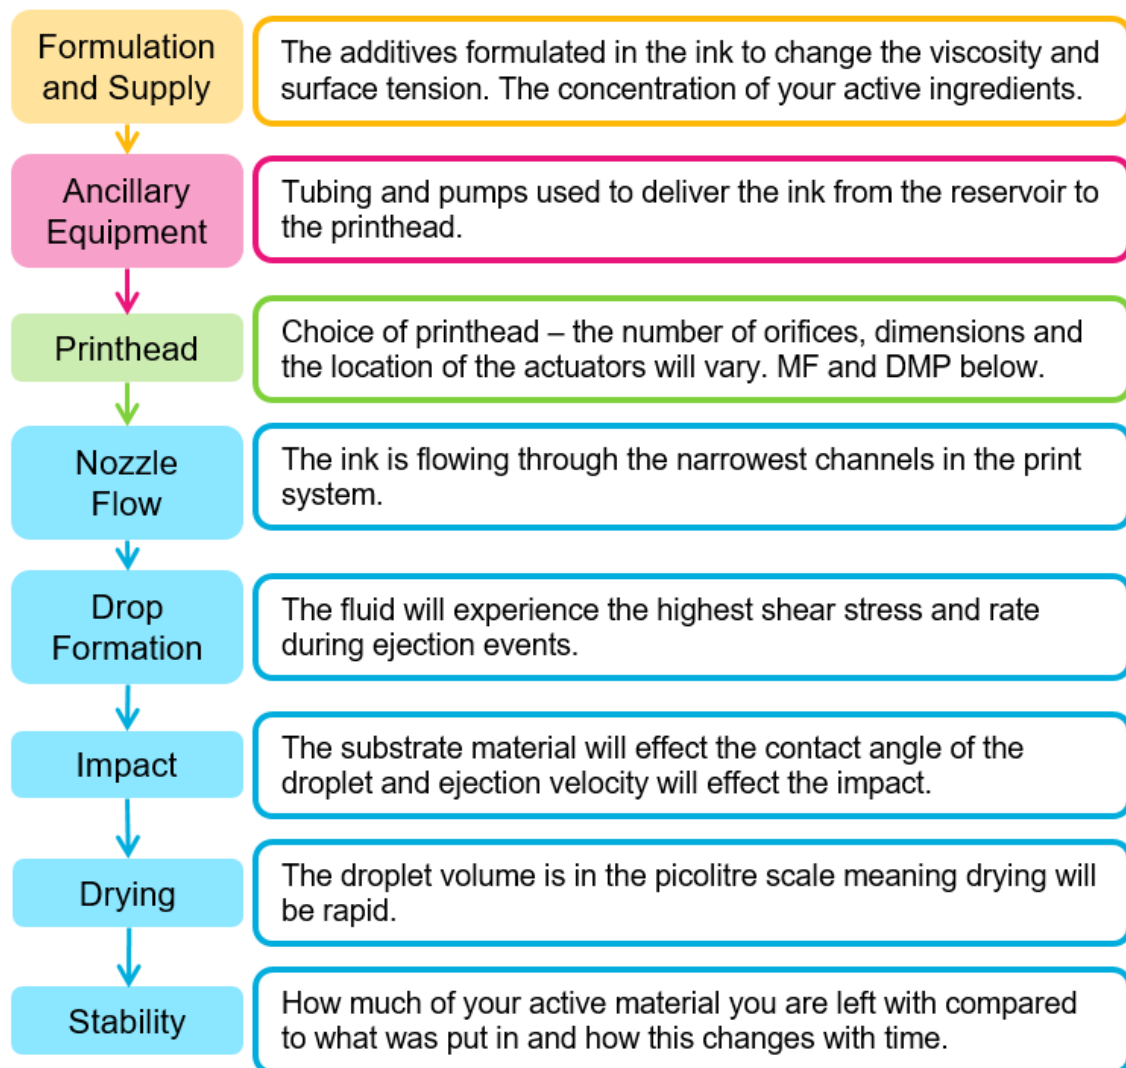 Formulation
and Supply
The additives formulated in the ink to change the viscosity and
surface tension. The concentration of your active ingredients.
Ancillary
Equipment
Tubing and pumps used to deliver the ink from the reservoir to
the printhead.
Printhead
Choice of printhead – the number of orifices, dimensions and
the location of the actuators will vary. MF and DMP below.
Nozzle
Flow
The ink is flowing through the narrowest channels in the print
system.
Drop
Formation
The fluid will experience the highest shear stress and rate
during ejection events.
Impact
The substrate material will effect the contact angle of the
droplet and ejection velocity will effect the impact.
Drying
The droplet volume is in the picolitre scale meaning drying will
be rapid.
Stability
How much of your active material you are left with compared
to what was put in and how this changes with time.